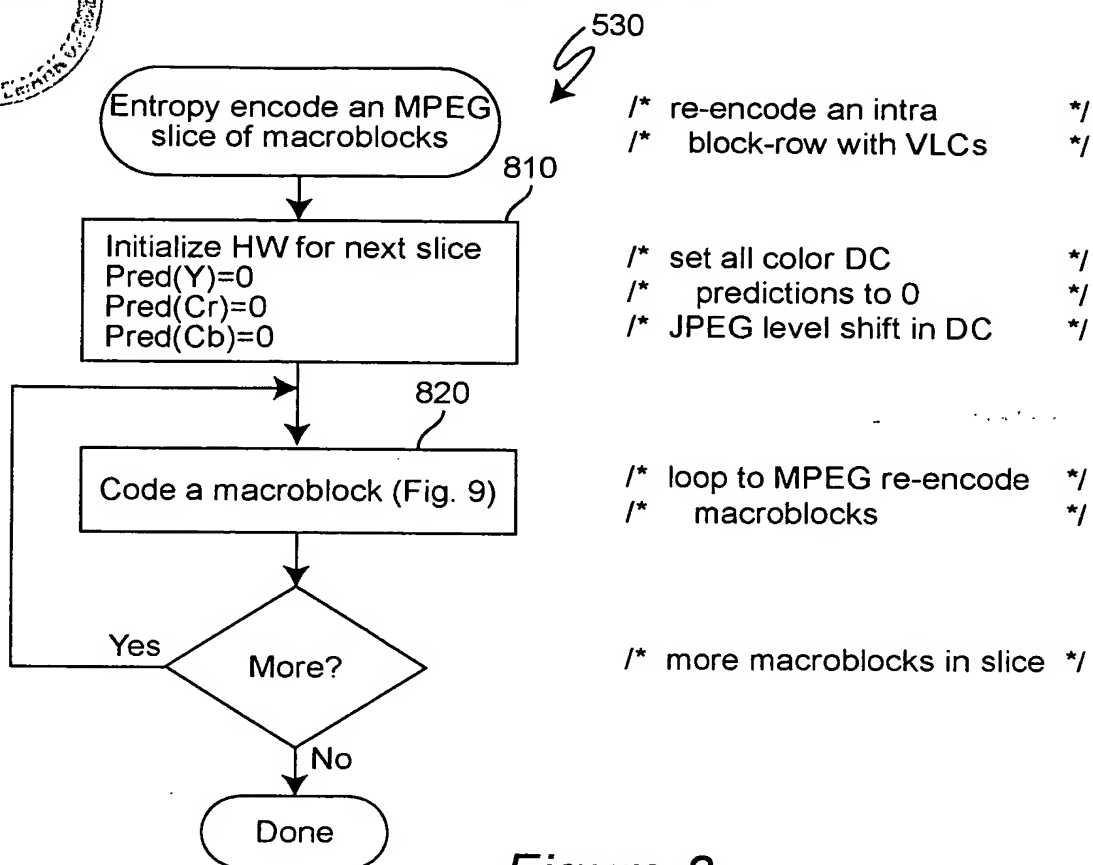 530
Entropy encode an MPEG
slice of macroblocks
/* re-encode an intra */
/* block-row with VLCs */
810
Initialize HW for next slice
Pred(Y)=0
Pred(Cr)=0
Pred(Cb)=0
/* set all color DC */
/* predictions to 0 */
/* JPEG level shift in DC */
820
Code a macroblock (Fig. 9)
/* loop to MPEG re-encode */
/* macroblocks */
Yes
More?
/* more macroblocks in slice */
No
Done